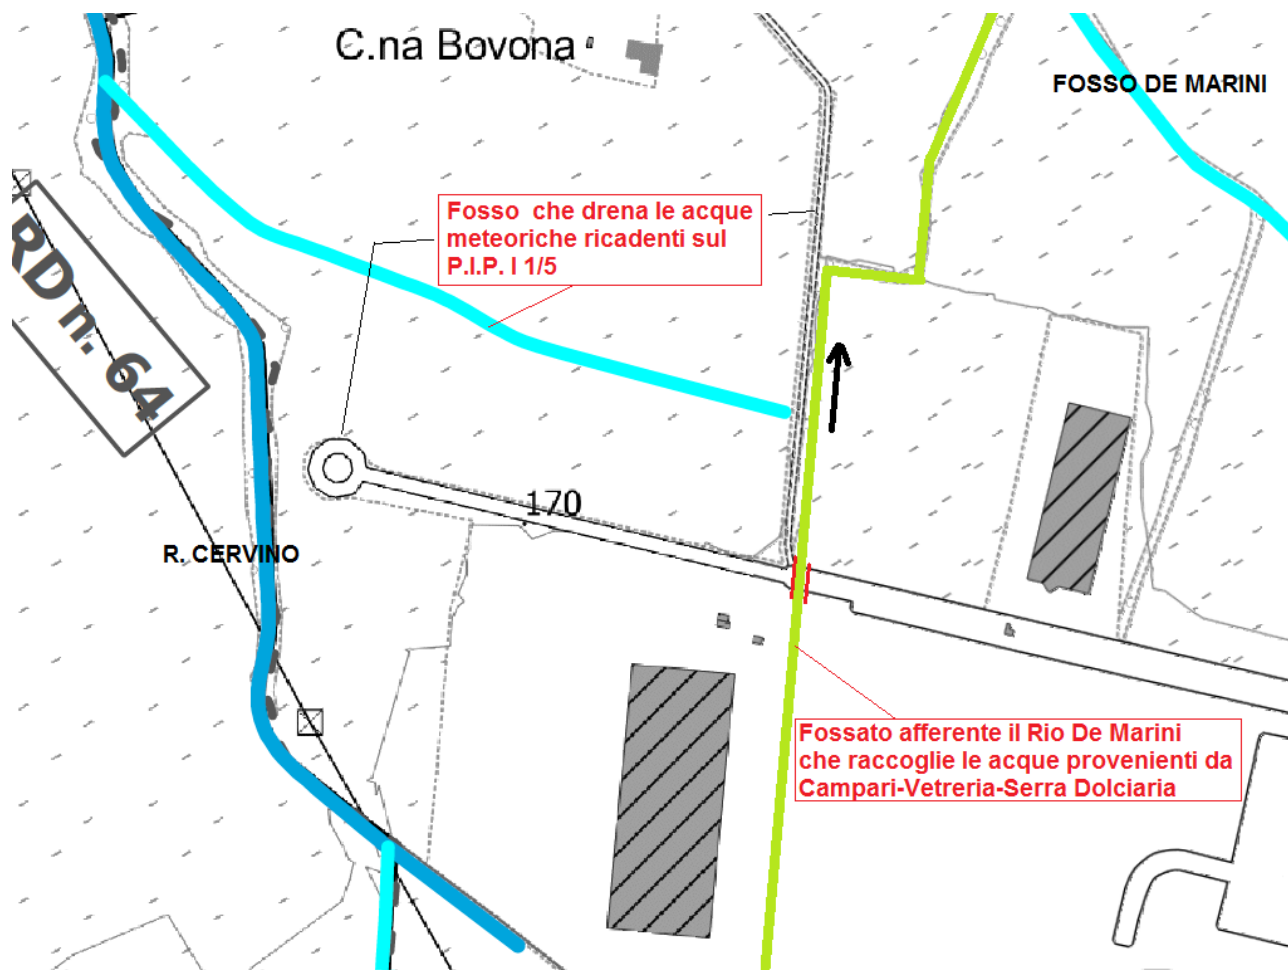 C.na Bovona
FOSSO DE MARINI
Fosso che drena le acque
meteoriche ricadenti sul
P.I.P. I 1/5
RD n. 64
170
R. CERVINO
Fossato afferente il Rio De Marini
che raccoglie le acque provenienti da
Campari-Vetreria-Serra Dolciaria